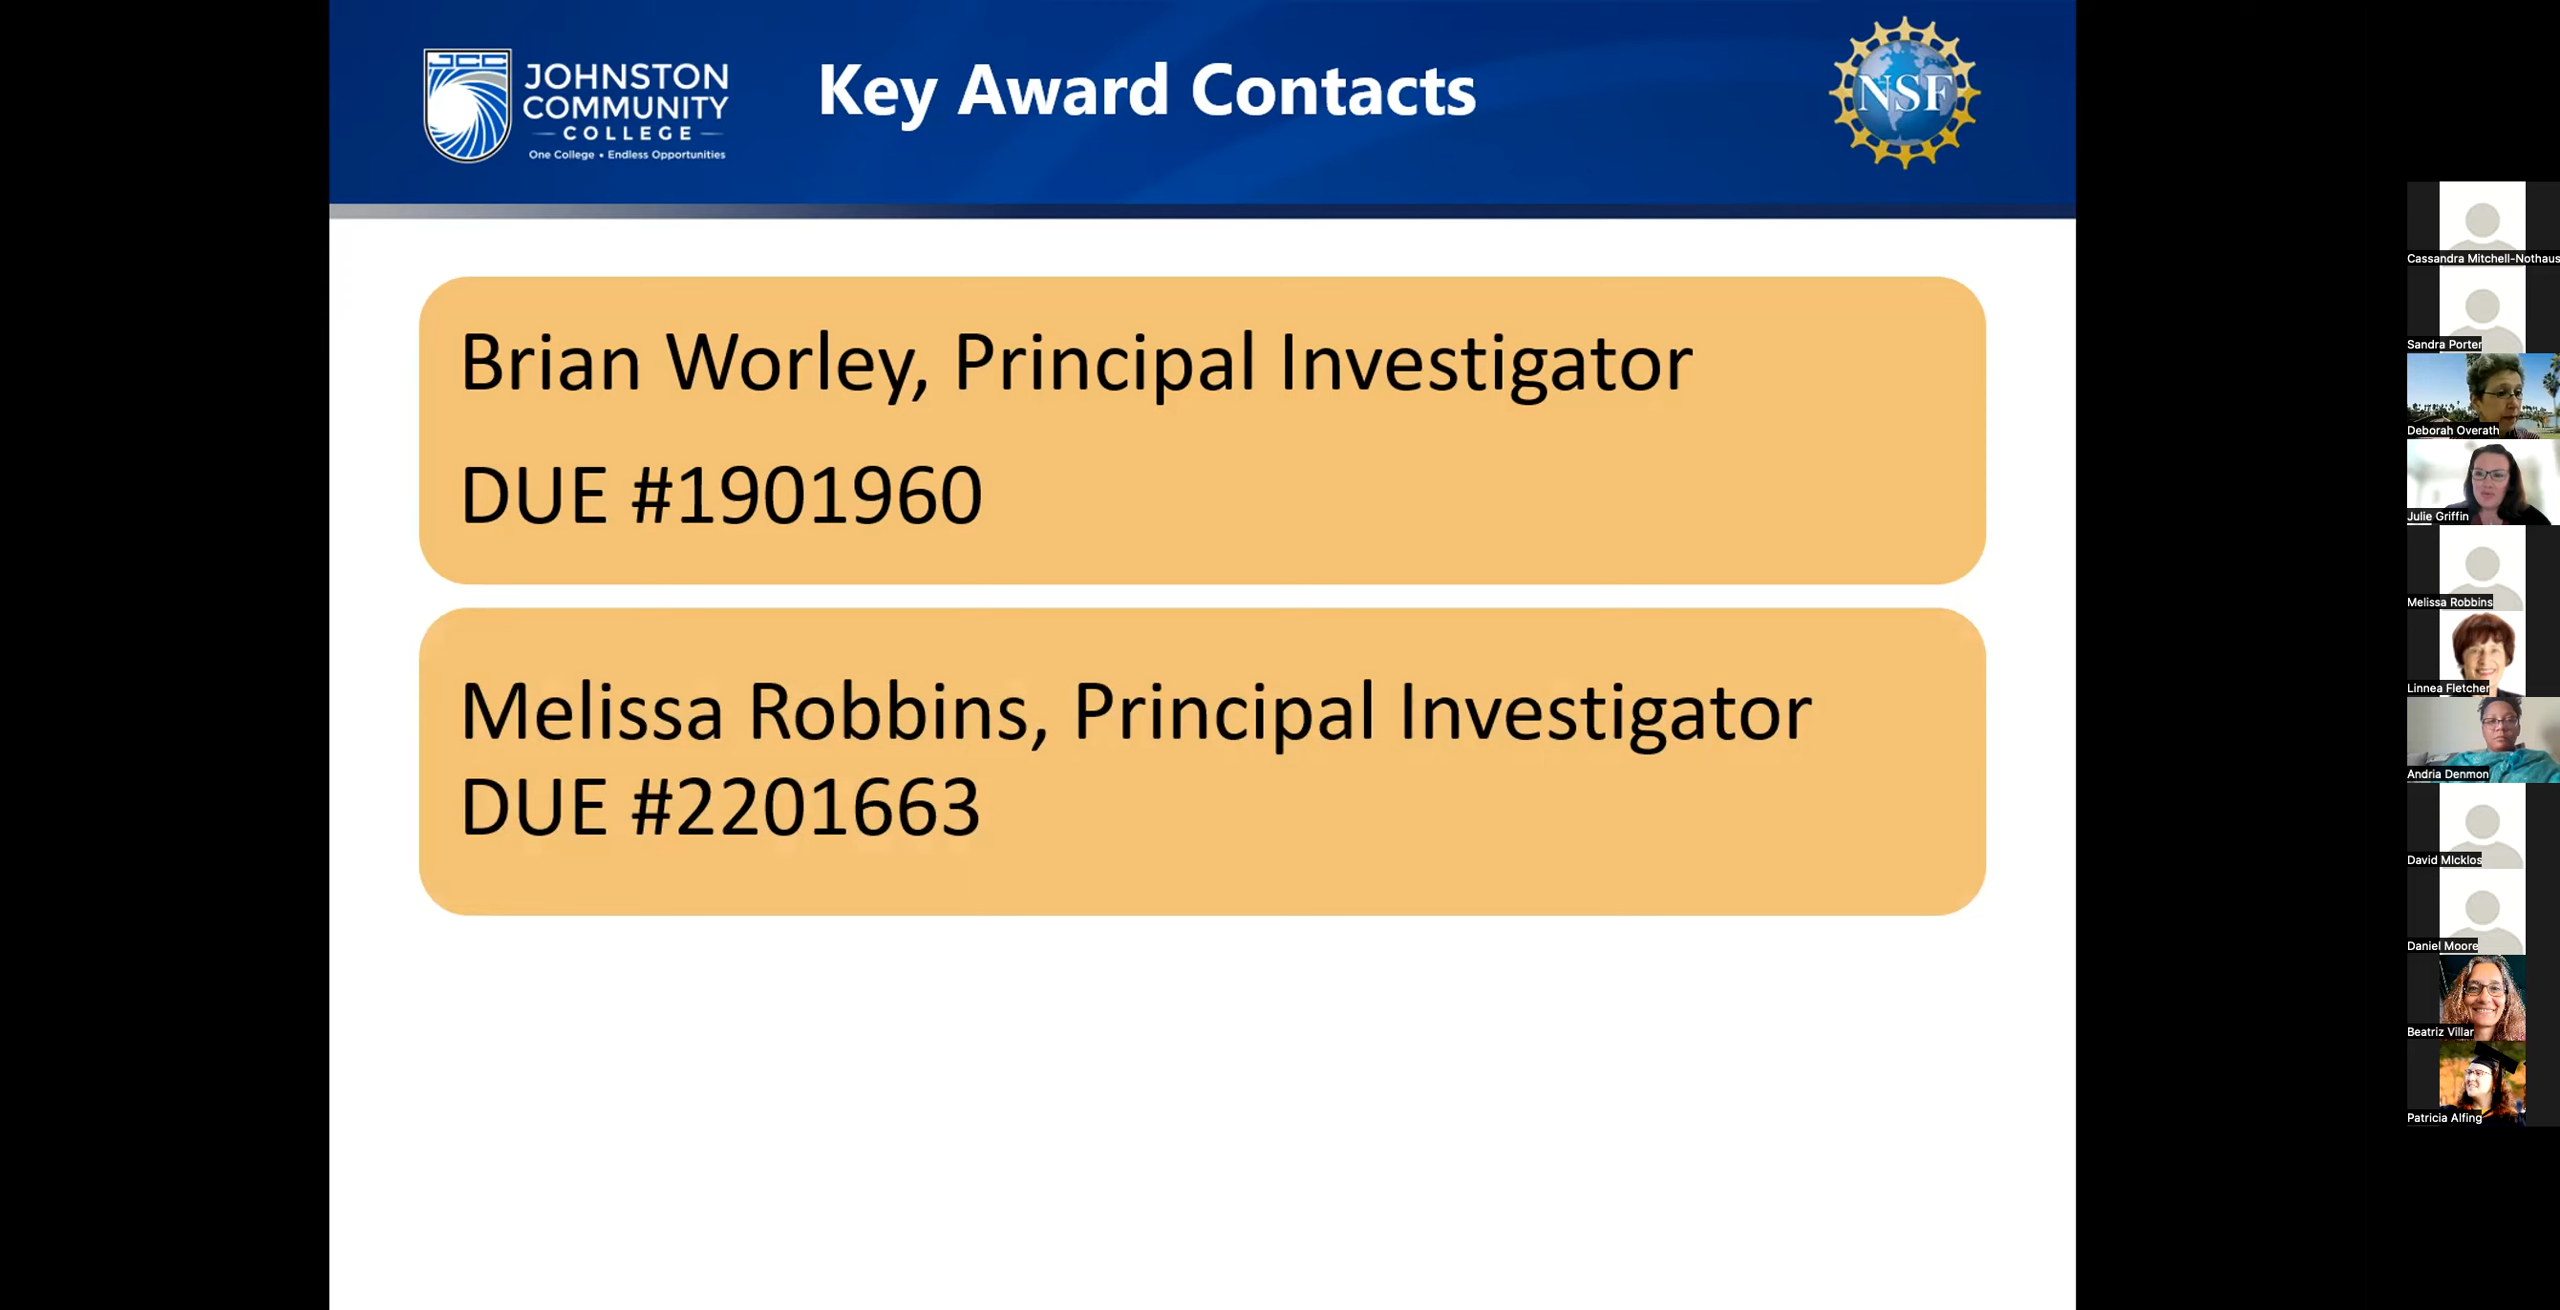 JCC
JOHNSTON
COMMUNITY
COLLEGE
One College • Endless Opportunities
Key Award Contacts
NSF
Brian Worley, Principal Investigator
DUE #1901960
Melissa Robbins, Principal Investigator
DUE #2201663
Cassandra Mitchell-Nothaus
Sandra Porter
Deborah Overath
Julie Griffin
Melissa Robbins
Linnea Fletcher
Andria Denmon
David MIcklos
Daniel Moore
Beatriz Villar
Patricia Alfing